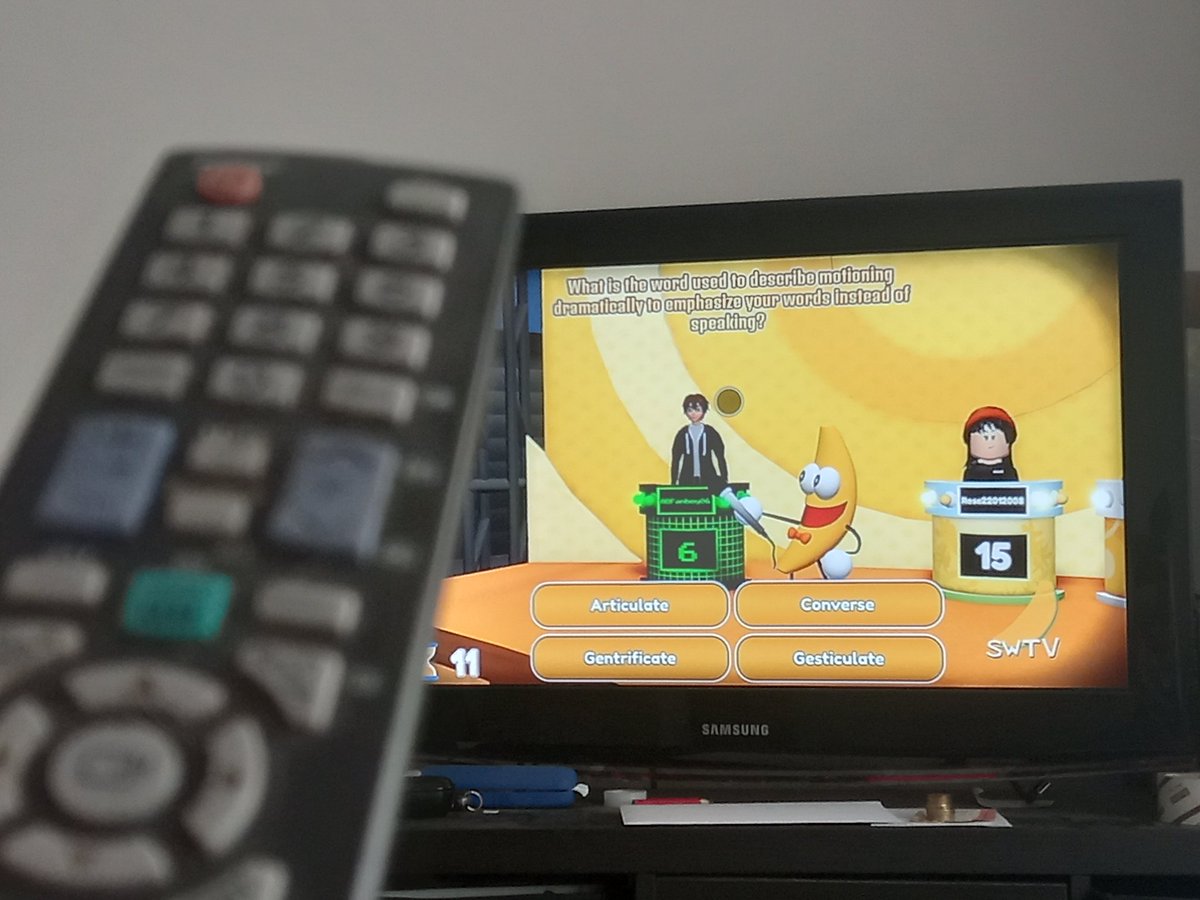 What is the word used to describe motioning
dramatically to emphasize your words instead of
speaking?
6
Rose22012008
15
Articulate
Converse
Gentrificate
Gesticulate
11
SWTV
SAMSUNG